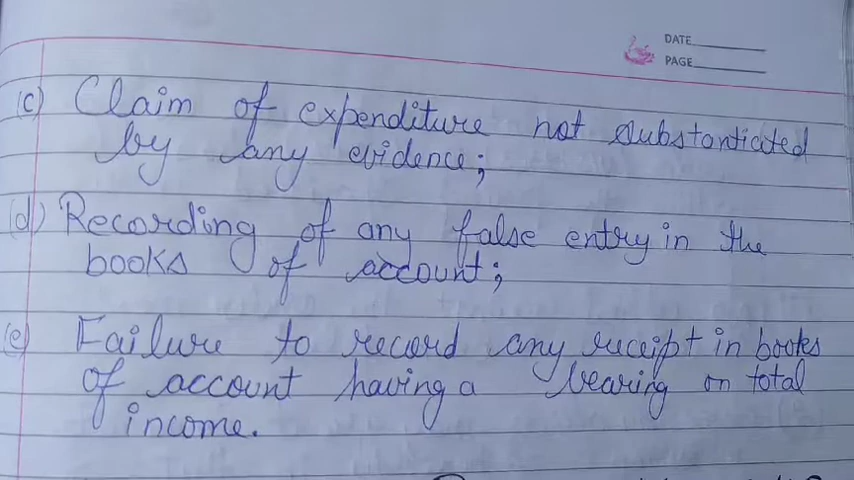 DATE
PAGE
(c) Claim of expenditure not substanticated
by any evidence;
(d) Recording of any false entry in the
books of account;
(e) Failure to record any receipt in books
of account having a bearing on total
income.